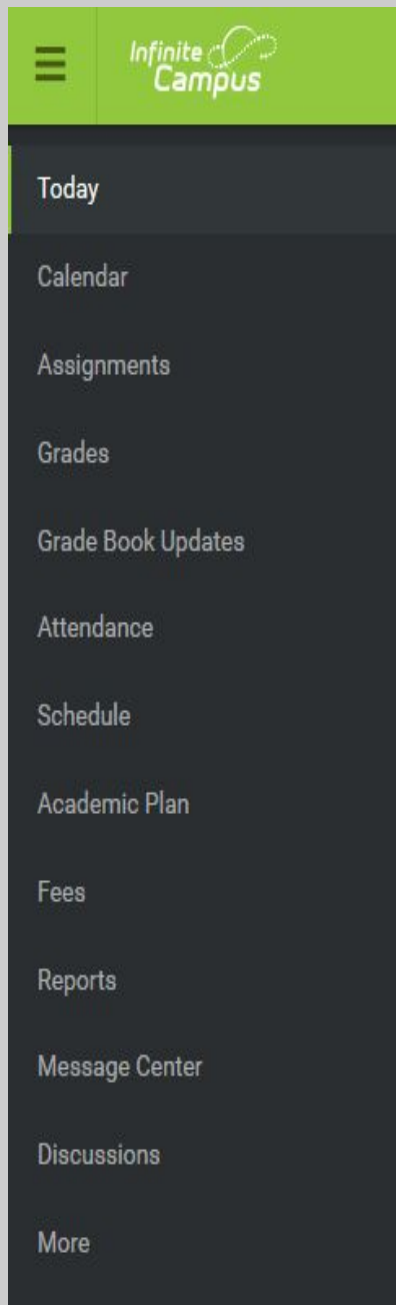 Infinite
Campus
Today
Calendar
Assignments
Grades
Grade Book Updates
Attendance
Schedule
Academic Plan
Fees
Reports
Message Center
Discussions
More